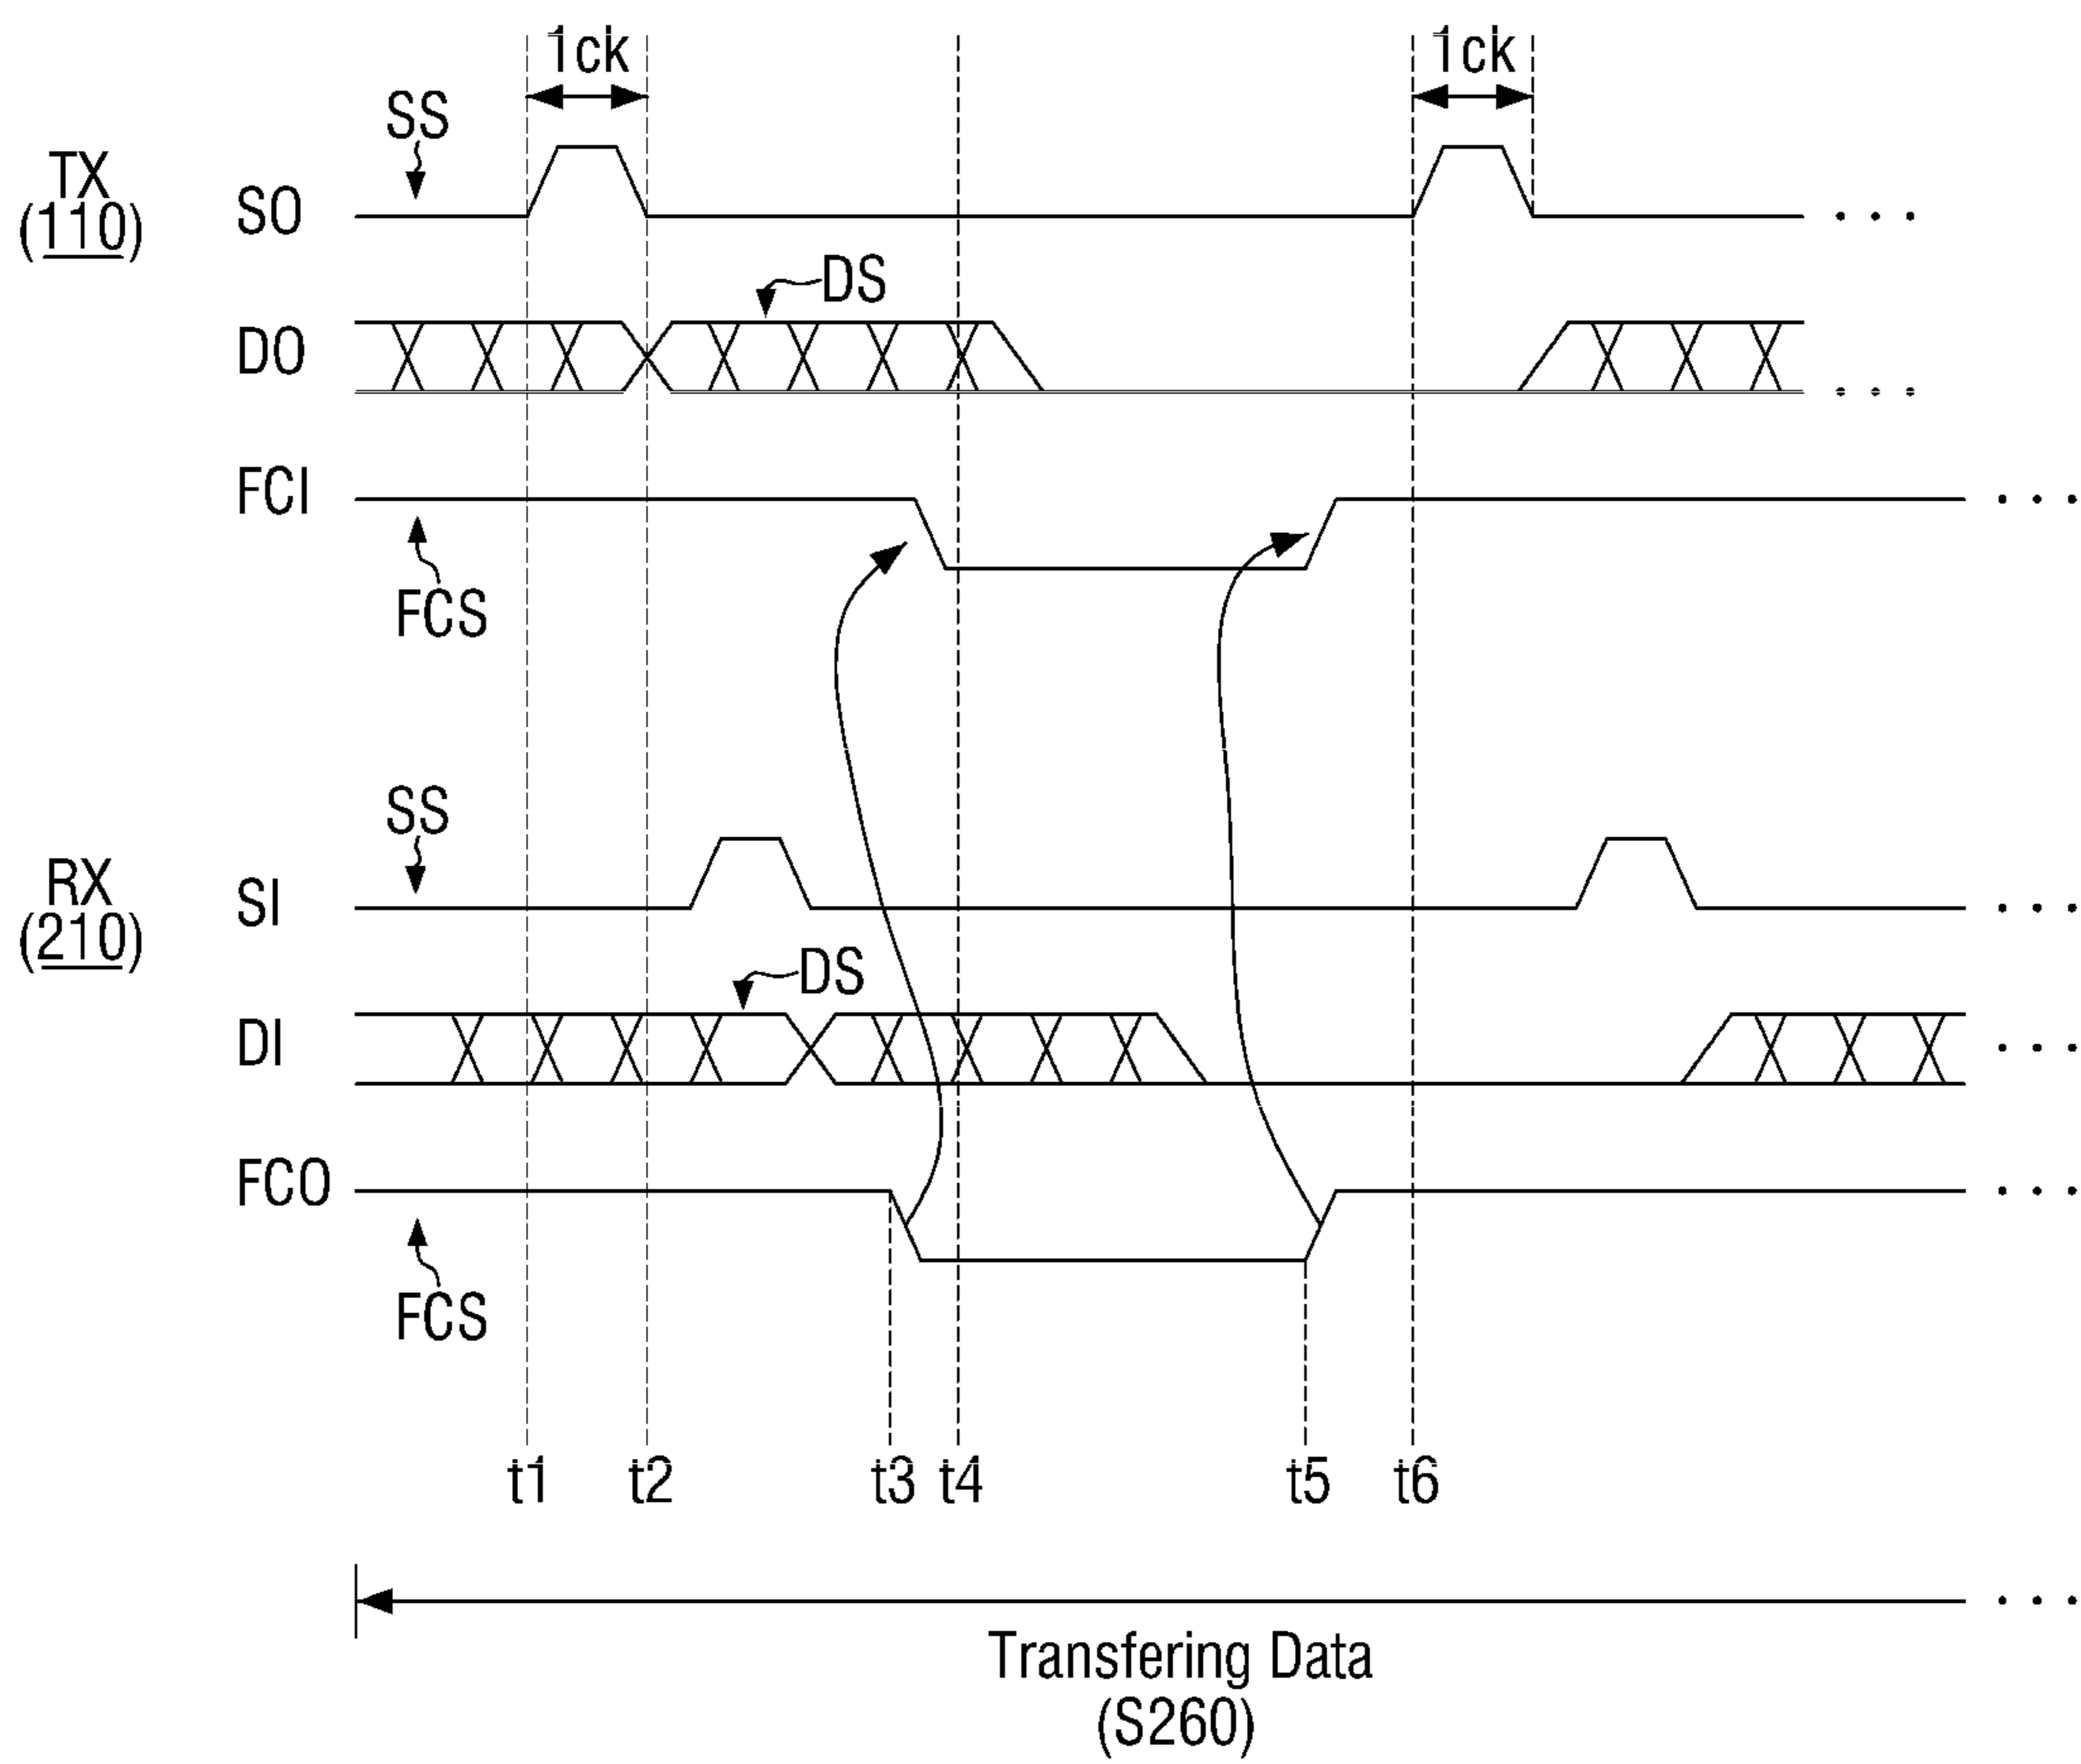 1ck
1ck
SS
TX
(110)
SO
DS
DO
FCI
FCS
SS
RX
(210)
SI
DS
DI
FCO
FCS
t1 t2 t3 t4 t5 t6
Transfering Data
(S260)